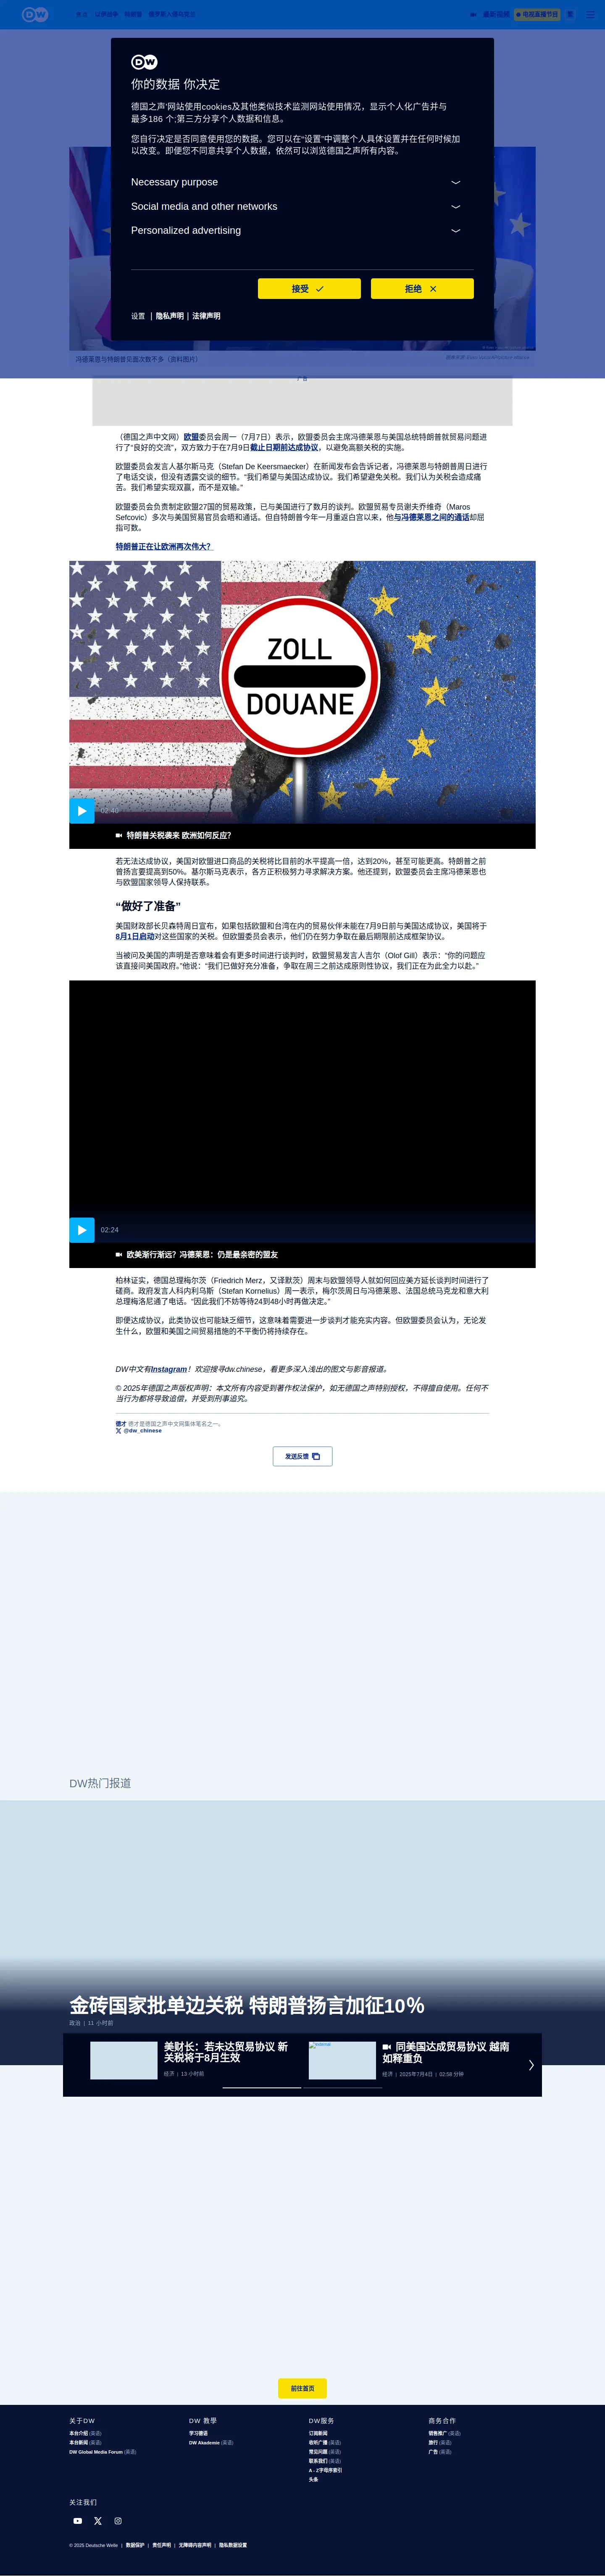 DW
特朗普
俄罗斯入侵乌克兰
最新视频
电视直播节目
DW
你的数据 你决定
德国之声'网站使用cookies及其他类似技术监测网站使用情况，显示个人化广告并与
最多186 个;第三方分享个人数据和信息。
您自行决定是否同意使用您的数据。您可以在"设置"中调整个人具体设置并在任何时候加
以改变。即便您不同意共享个人数据，依然可以浏览德国之声所有内容。
Necessary purpose
Social media and other networks
Personalized advertising
接受
拒绝
设置 | 隐私声明 | 法律声明
冯德莱恩与特朗普见面次数不多（资料图片）
广告
（德国之声中文网）欧盟委员会周一（7月7日）表示，欧盟委员会主席冯德莱恩与美国总统特朗普就贸易问题进
行了“良好的交流”，双方致力于在7月9日截止日期前达成协议，以避免高额关税的实施。
欧盟委员会发言人基尔斯马克（Stefan De Keersmaecker）在新闻发布会告诉记者，冯德莱恩与特朗普周日进行
了电话交谈，但没有透露交谈的细节。“我们希望与美国达成协议。我们希望避免关税。我们认为关税会造成痛
苦。我们希望实现双赢，而不是双输。”
欧盟委员会负责制定欧盟27国的贸易政策，已与美国进行了数月的谈判。欧盟贸易专员谢夫乔维奇（Maros
Sefcovic）多次与美国贸易官员会晤和通话。但自特朗普今年一月重返白宫以来，他与冯德莱恩之间的通话却屈
指可数。
特朗普正在让欧洲再次伟大？
ZOLL
DOUANE
02:40
特朗普关税袭来 欧洲如何反应？
若无法达成协议，美国对欧盟进口商品的关税将比目前的水平提高一倍，达到20%，甚至可能更高。特朗普之前
曾扬言要提高到50%。基尔斯马克表示，各方正积极努力寻求解决方案。他还提到，欧盟委员会主席冯德莱恩也
与欧盟国家领导人保持联系。
“做好了准备”
美国财政部长贝森特周日宣布，如果包括欧盟和台湾在内的贸易伙伴未能在7月9日前与美国达成协议，美国将于
8月1日启动对这些国家的关税。但欧盟委员会表示，他们仍在努力争取在最后期限前达成框架协议。
当被问及美国的声明是否意味着会有更多时间进行谈判时，欧盟贸易发言人吉尔（Olof Gill）表示：“你的问题应
该直接问美国政府。”他说：“我们已做好充分准备，争取在周三之前达成原则性协议，我们正在为此全力以赴。”
02:24
欧美渐行渐远？冯德莱恩：仍是最亲密的盟友
柏林证实，德国总理梅尔茨（Friedrich Merz，又译默茨）周末与欧盟领导人就如何回应美方延长谈判时间进行了
磋商。政府发言人科内利乌斯（Stefan Kornelius）周一表示，梅尔茨周日与冯德莱恩、法国总统马克龙和意大利
总理梅洛尼通了电话。“因此我们不妨等待24到48小时再做决定。”
即便达成协议，此类协议也可能缺乏细节，这意味着需要进一步谈判才能充实内容。但欧盟委员会认为，无论发
生什么，欧盟和美国之间贸易措施的不平衡仍将持续存在。
DW中文有Instagram！欢迎搜寻dw.chinese，看更多深入浅出的图文与影音报道。
© 2025年德国之声版权声明：本文所有内容受到著作权法保护，如无德国之声特别授权，不得擅自使用。任何不
当行为都将导致追偿，并受到刑事追究。
德才 德才是德国之声中文网集体笔名之一。
@dw_chinese
发送反馈
DW热门报道
金砖国家批单边关税 特朗普扬言加征10％
政治 | 11 小时前
美财长：若未达贸易协议 新
关税将于8月生效
经济 | 13 小时前
external
同美国达成贸易协议 越南
如释重负
经济 | 2025年7月4日 | 02:58 分钟
前往首页
关于DW
本台介绍 (英语)
本台新闻 (英语)
DW Global Media Forum (英语)
DW 教學
学习德语
DW Akademie (英语)
DW服务
订阅新闻
收听广播 (英语)
常见问题 (英语)
联系我们 (英语)
A - Z字母序索引
头条
商务合作
销售推广 (英语)
旅行 (英语)
广告 (英语)
关注我们
© 2025 Deutsche Welle | 数据保护 | 责任声明 | 无障碍内容声明 | 隐私数据设置